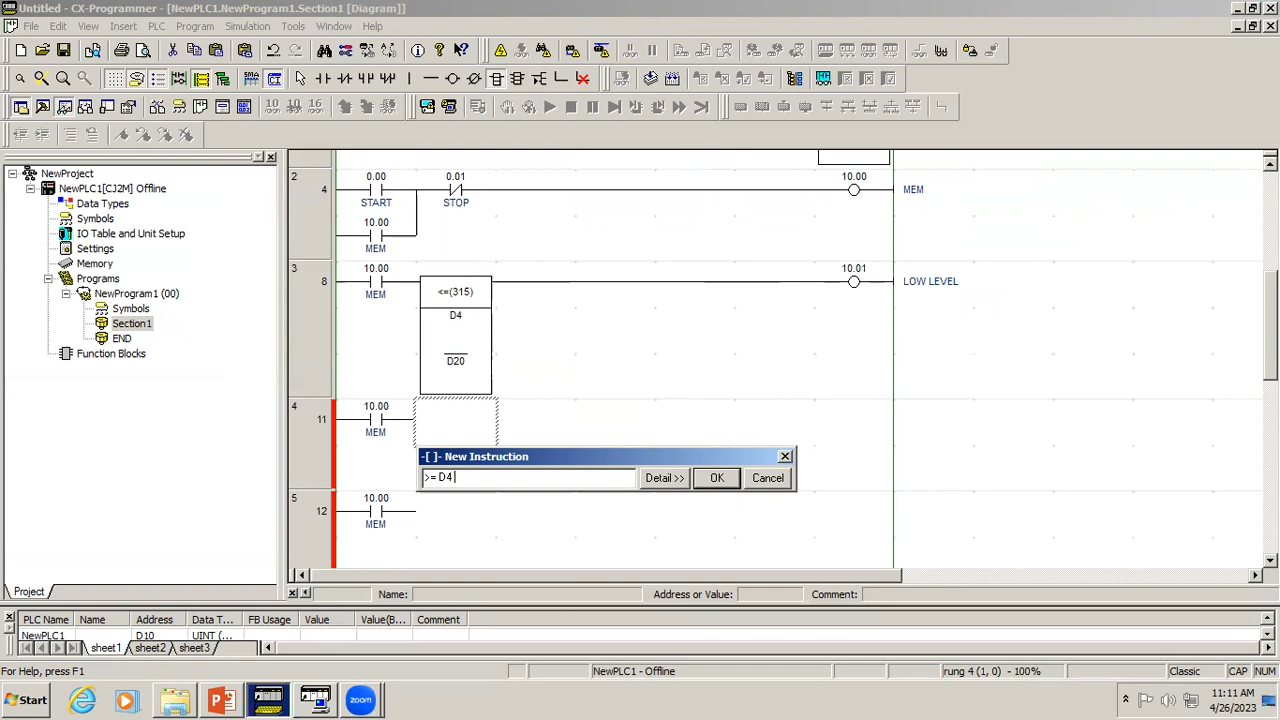 Untitled - CX-Programmer - [NewPLC1.NewProgram1.Section1 [Diagram]]
File Edit View Insert PLC Program Simulation Tools Window Help
NewProject
NewPLC1[CJ2M] Offline
Data Types
Symbols
IO Table and Unit Setup
Settings
Memory
Programs
NewProgram1 (00)
Symbols
Section1
END
Function Blocks
Project
2
4
0.00
START
0.01
STOP
10.00
MEM
10.00
MEM
3
8
10.00
MEM
<=(315)
D4
D20
10.01
LOW LEVEL
4
11
10.00
MEM
-[ ]- New Instruction
>= D4
Detail >> OK Cancel
5
12
10.00
MEM
Name: Address or Value: Comment:
PLC Name Name Address Data T... FB Usage Value Value(B... Comment
NewPLC1 D10 UINT (...
sheet1 sheet2 sheet3
For Help, press F1 NewPLC1 - Offline rung 4 (1, 0) - 100% Classic CAP NUM
Start zoom 11:11 AM
4/26/2023